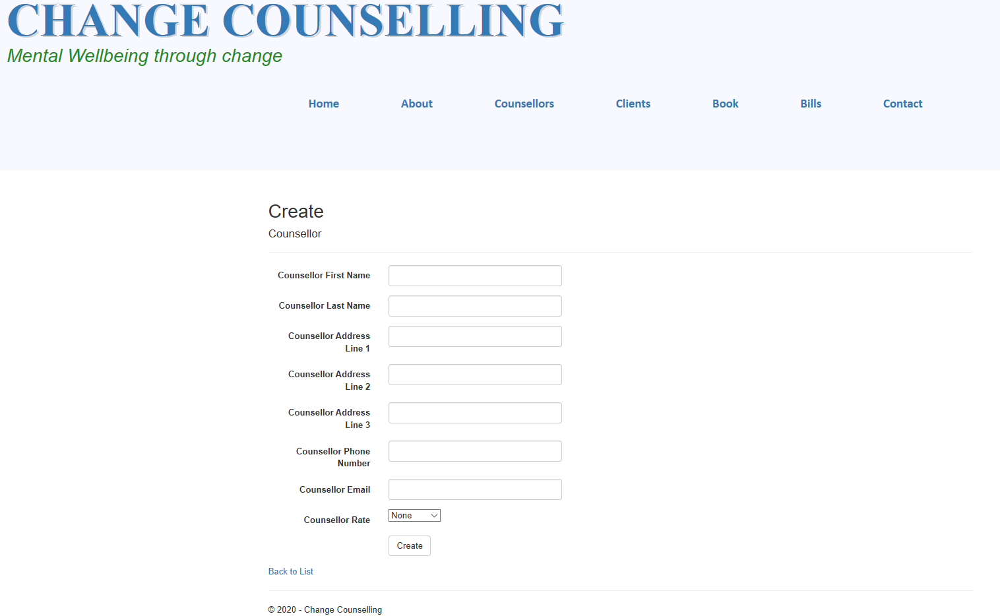 CHANGE COUNSELLING
Mental Wellbeing through change
Home About Counsellors Clients Book Bills Contact
Create
Counsellor
Counsellor First Name
Counsellor Last Name
Counsellor Address
Line 1
Counsellor Address
Line 2
Counsellor Address
Line 3
Counsellor Phone
Number
Counsellor Email
Counsellor Rate None
Create
Back to List
© 2020 - Change Counselling